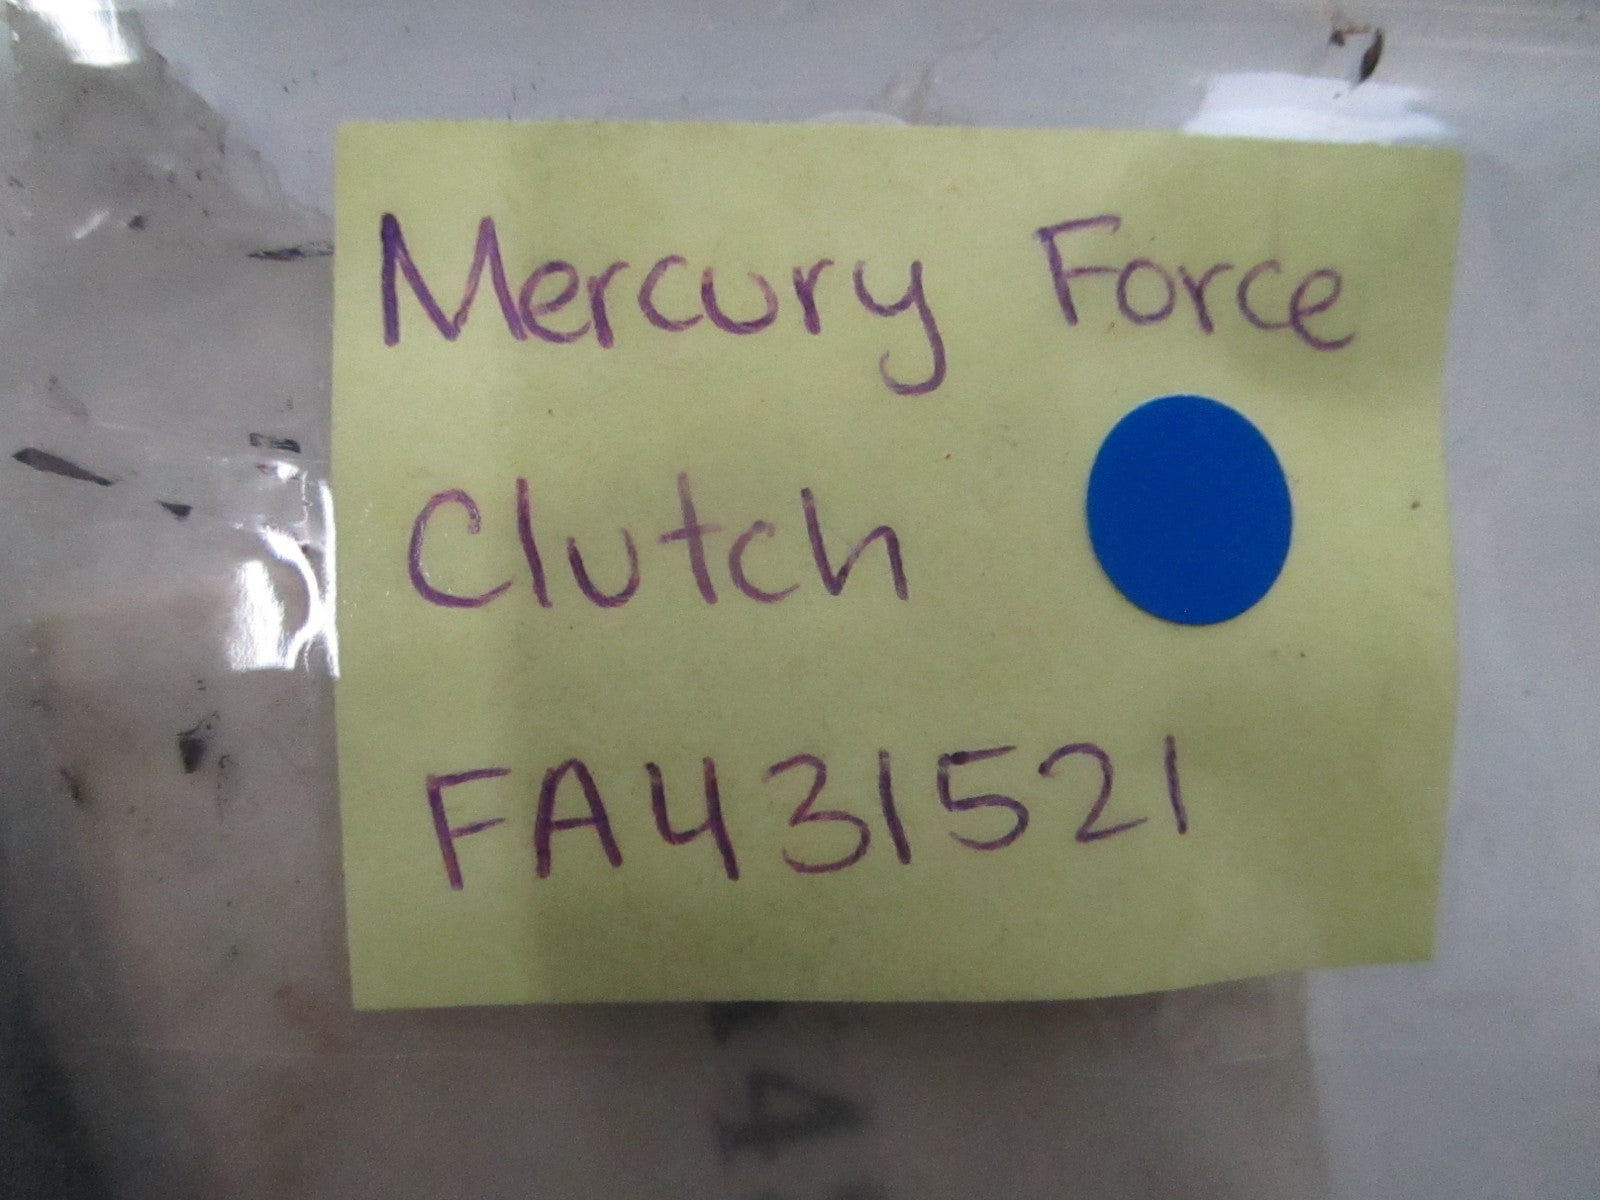 Mercury Force
Clutch
FA431521